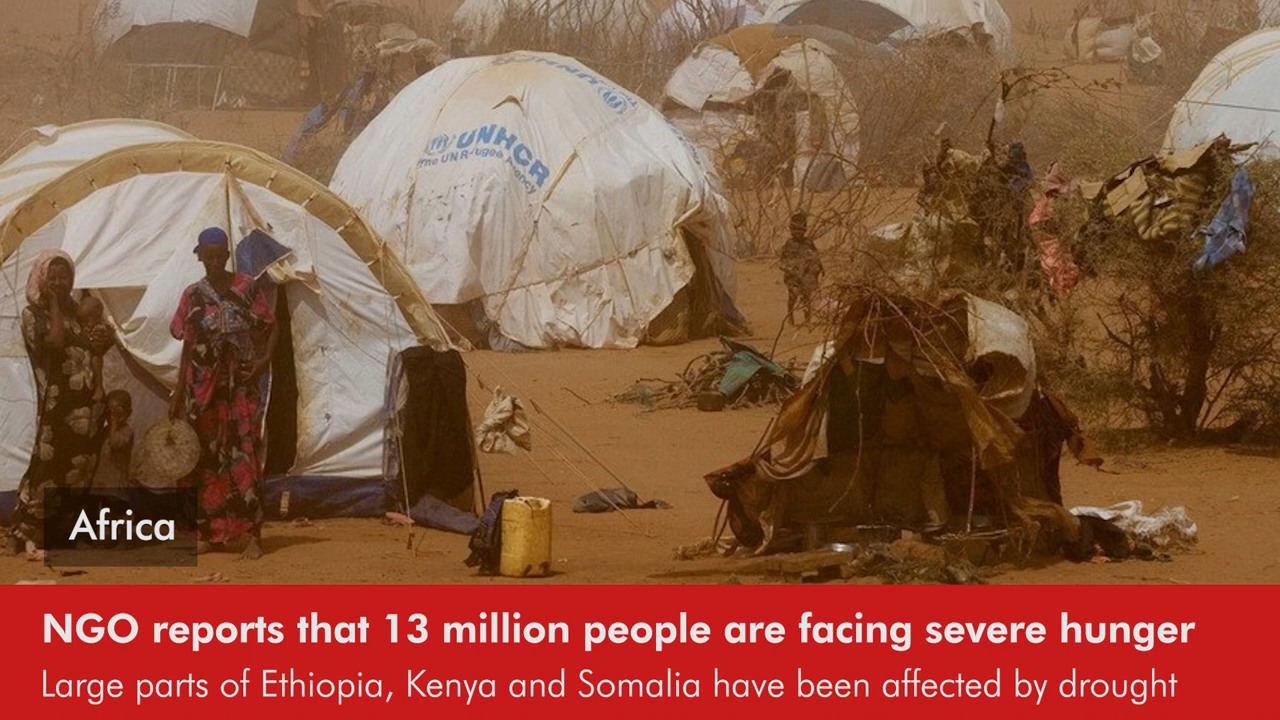 UNHCR
The UN Refugee Agency
Africa
NGO reports that 13 million people are facing severe hunger
Large parts of Ethiopia, Kenya and Somalia have been affected by drought